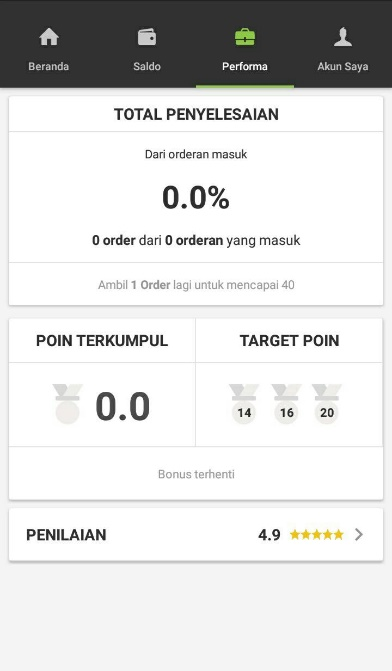 Beranda
Saldo
Performa
Akun Saya
TOTAL PENYELESAIAN
Dari orderan masuk
0.0%
0 order dari 0 orderan yang masuk
Ambil 1 Order lagi untuk mencapai 40
POIN TERKUMPUL
TARGET POIN
0.0
14
16
20
Bonus terhenti
PENILAIAN
4.9